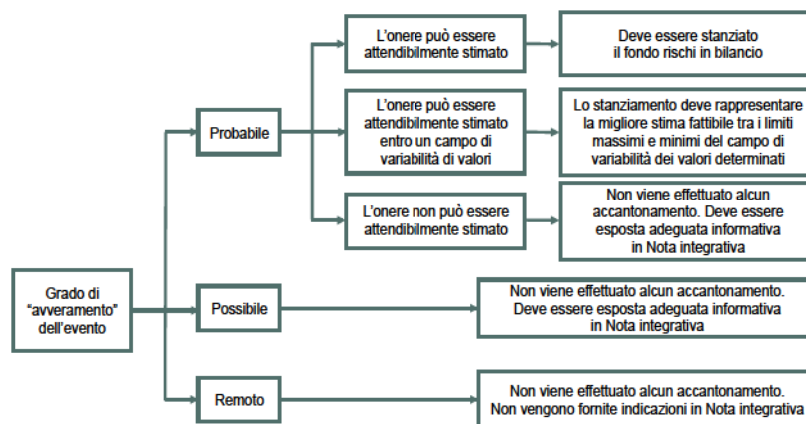 L'onere può essere
attendibilmente stimato
Deve essere stanziato
il fondo rischi in bilancio
Probabile
L'onere può essere
attendibilmente stimato
entro un campo di
variabilità di valori
Lo stanziamento deve rappresentare
la migliore stima fattibile tra i limiti
massimi e minimi del campo di
variabilità dei valori determinati
L'onere non può essere
attendibilmente stimato
Non viene effettuato alcun
accantonamento. Deve essere
esposta adeguata informativa
in Nota integrativa
Grado di
“avveramento”
dell'evento
Possibile
Non viene effettuato alcun accantonamento.
Deve essere esposta adeguata informativa
in Nota integrativa
Remoto
Non viene effettuato alcun accantonamento.
Non vengono fornite indicazioni in Nota integrativa